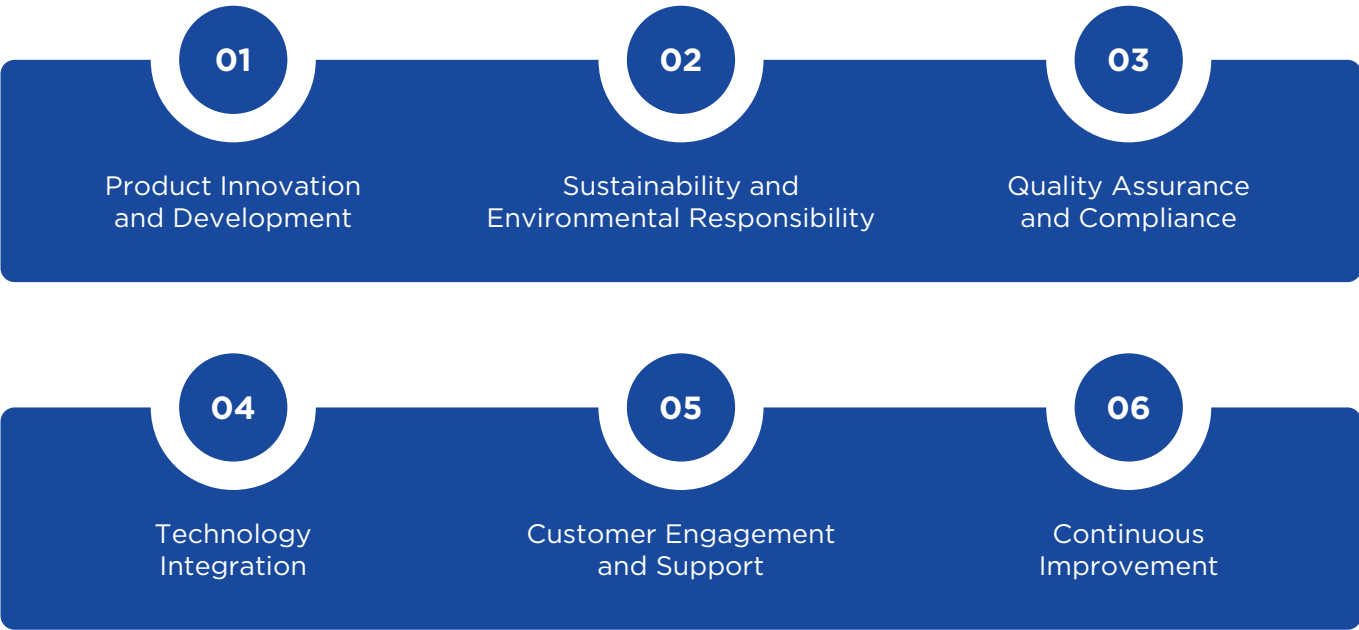 01
02
03
Product Innovation
and Development
Sustainability and
Environmental Responsibility
Quality Assurance
and Compliance
04
05
06
Technology
Integration
Customer Engagement
and Support
Continuous
Improvement